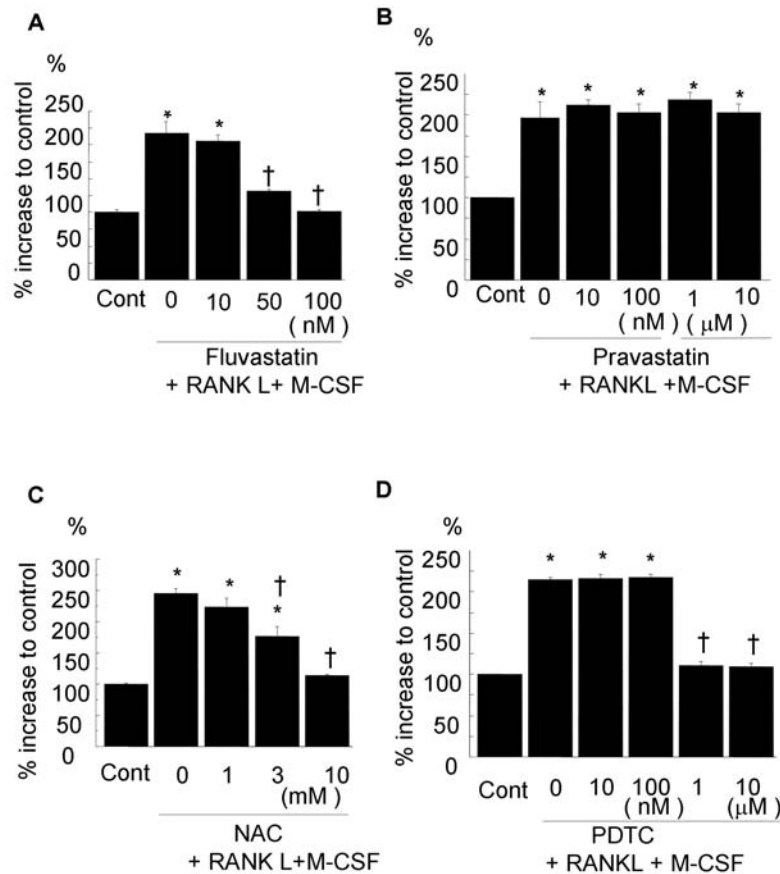 A
%
% increase to control
250
200
150
100
50
0
* * † †
Cont 0 10 50 100
( nM )
Fluvastatin
+ RANK L+ M-CSF
B
%
% increase to control
250
200
150
100
50
0
* * * * *
Cont 0 10 100 1 10
( nM ) ( μM )
Pravastatin
+ RANKL +M-CSF
C
%
% increase to control
300
250
200
150
100
50
0
* * † * †
Cont 0 1 3 10
(mM )
NAC
+ RANK L+M-CSF
D
%
% increase to control
250
200
150
100
50
0
* * * † †
Cont 0 10 100 1 10
( nM ) (μM )
PDTC
+ RANKL + M-CSF